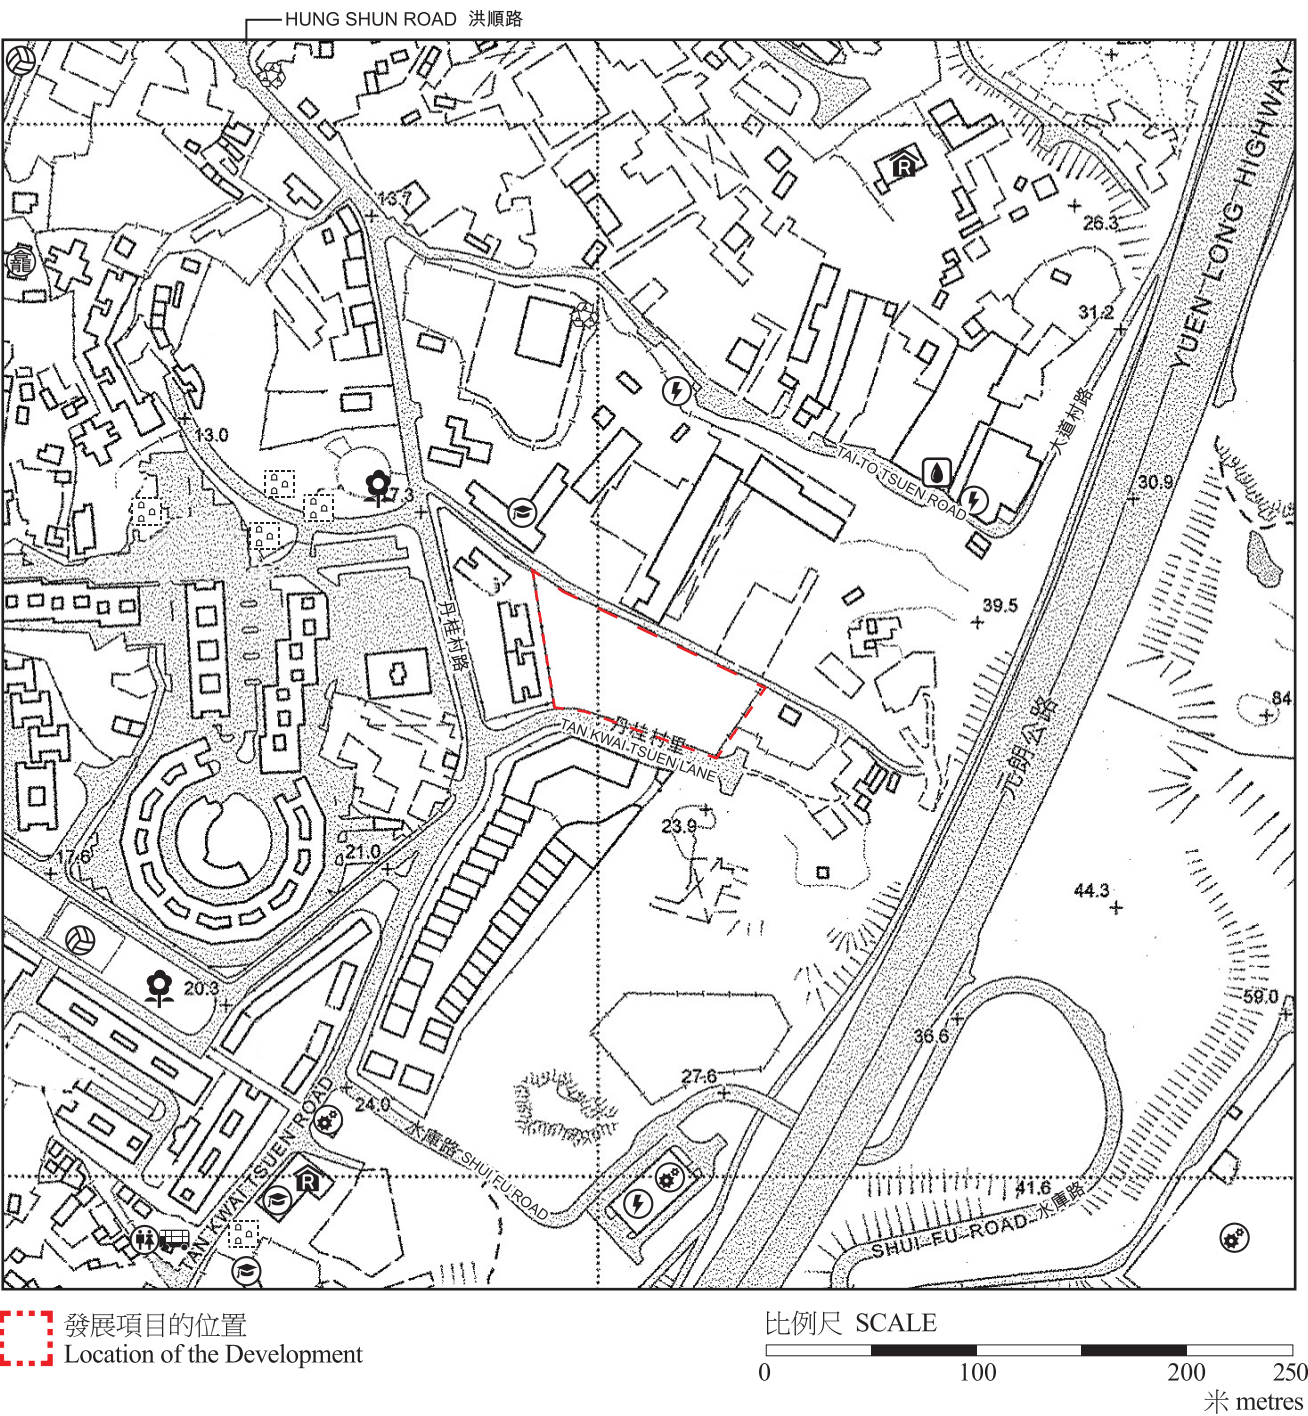 HUNG SHUN ROAD 洪順路
13.7
26.3
31.2
YUEN LONG HIGHWAY
大道村路
13.0
TAI TO TSUEN ROAD
30.9
39.5
丹桂村路
84
丹桂村里
TAN KWAI TSUEN LANE
元朗公路
23.9
17.6
21.0
44.3
20.3
59.0
36.6
27.6
24.0
水庫路 SHUI FU ROAD
TAN KWAI TSUEN ROAD
41.6
SHUI FU ROAD 水庫路
R
R
發展項目的位置
Location of the Development
比例尺 SCALE
0 100 200 250
米 metres